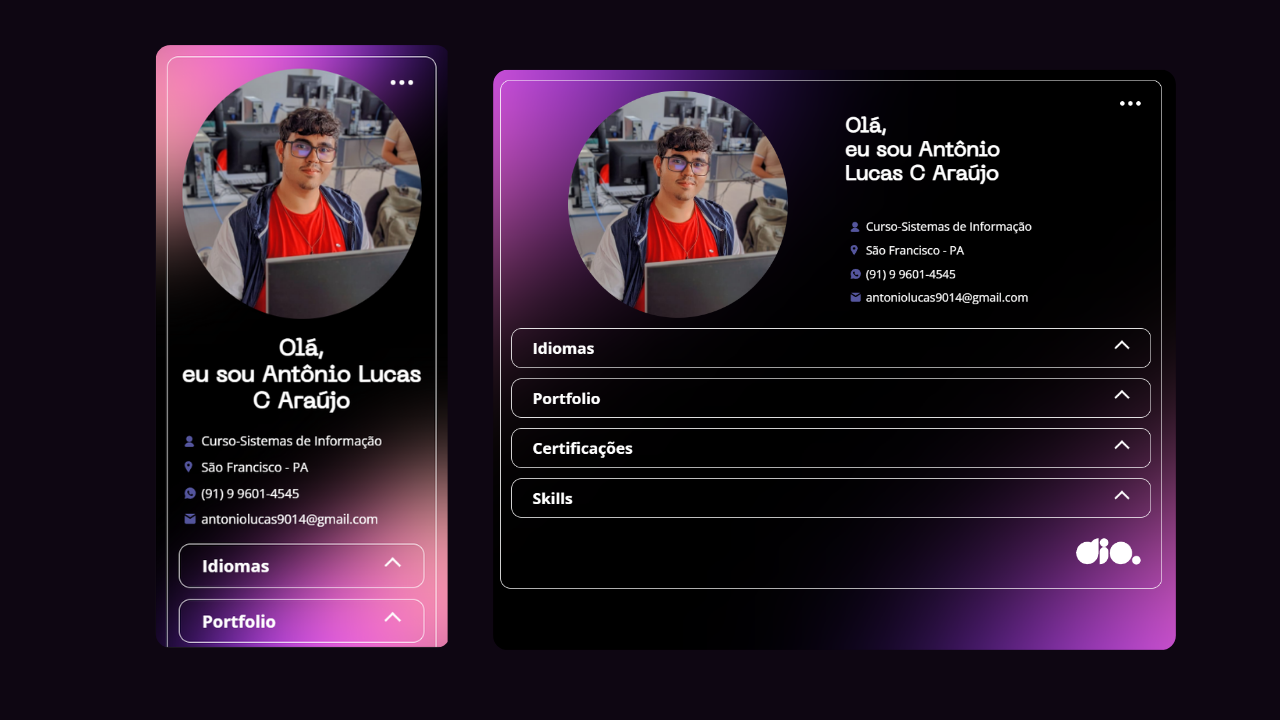 Olá,
eu sou Antônio Lucas
C Araújo
Curso-Sistemas de Informação
São Francisco - PA
(91) 9 9601-4545
antoniolucas9014@gmail.com
Idiomas
Portfolio
Olá,
eu sou Antônio
Lucas C Araújo
Curso-Sistemas de Informação
São Francisco - PA
(91) 9 9601-4545
antoniolucas9014@gmail.com
Idiomas
Portfolio
Certificações
Skills
dio.